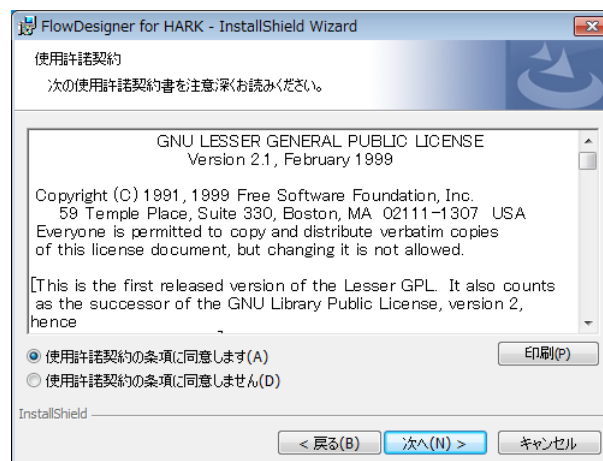 FlowDesigner for HARK - InstallShield Wizard
使用許諾契約
次の使用許諾契約書を注意深くお読みください。
GNU LESSER GENERAL PUBLIC LICENSE
Version 2.1, February 1999
Copyright (C) 1991, 1999 Free Software Foundation, Inc.
59 Temple Place, Suite 330, Boston, MA 02111-1307 USA
Everyone is permitted to copy and distribute verbatim copies
of this license document, but changing it is not allowed.
[This is the first released version of the Lesser GPL. It also counts
as the successor of the GNU Library Public License, version 2,
hence
使用許諾契約の条項に同意します(A)
印刷(P)
使用許諾契約の条項に同意しません(D)
InstallShield
< 戻る(B)
次へ(N) >
キャンセル